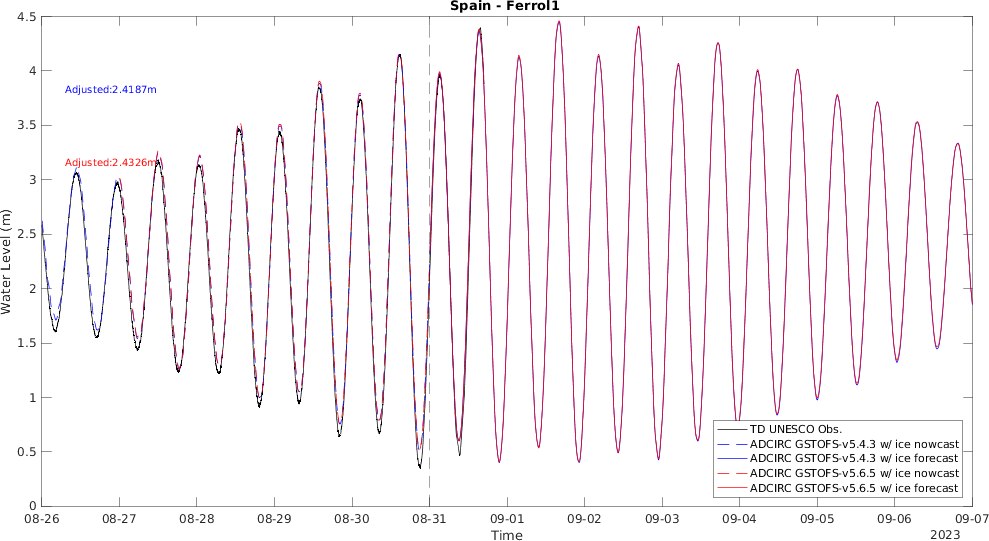 Spain - Ferrol1
4.5
4
3.5
3
2.5
2
1.5
1
0.5
0
Water Level (m)
Adjusted:2.4187m
Adjusted:2.4326m
TD UNESCO Obs.
ADCIRC GSTOFS-v5.4.3 w/ ice nowcast
ADCIRC GSTOFS-v5.4.3 w/ ice forecast
ADCIRC GSTOFS-v5.6.5 w/ ice nowcast
ADCIRC GSTOFS-v5.6.5 w/ ice forecast
08-26 08-27 08-28 08-29 08-30 08-31 09-01 09-02 09-03 09-04 09-05 09-06 09-07
Time
2023